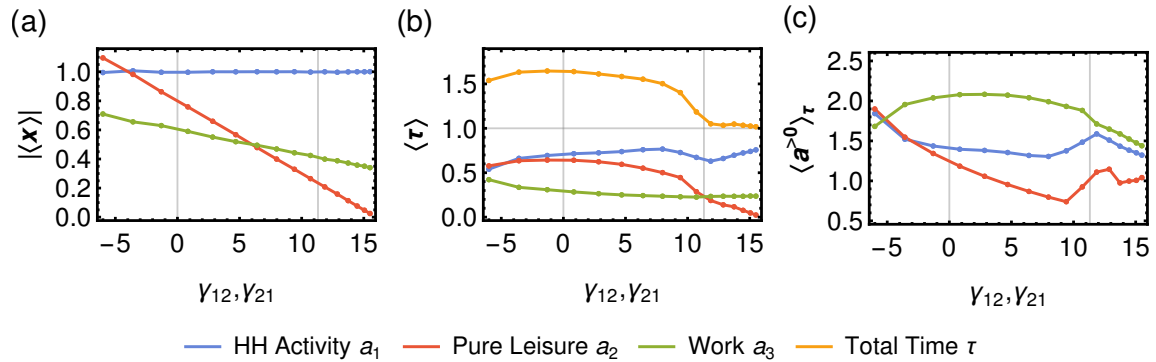 (a)
(b)
(c)
|⟨x⟩|
1.0
0.8
0.6
0.4
0.2
0.0
−5 0 5 10 15
γ12,γ21
⟨τ⟩
1.5
1.0
0.5
0.0
−5 0 5 10 15
γ12,γ21
⟨a^>0⟩τ
2.5
2.0
1.5
1.0
0.5
−5 0 5 10 15
γ12,γ21
HH Activity a1 Pure Leisure a2 Work a3 Total Time τ